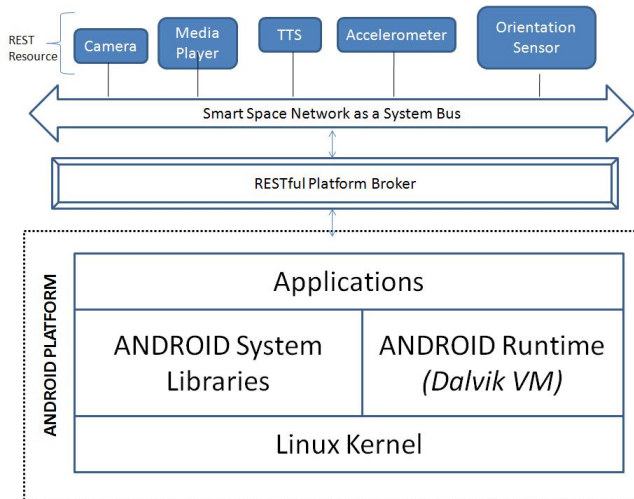 REST
Resource
Camera
Media
Player
TTS
Accelerometer
Orientation
Sensor
Smart Space Network as a System Bus
RESTful Platform Broker
ANDROID PLATFORM
Applications
ANDROID System
Libraries
ANDROID Runtime
(Dalvik VM)
Linux Kernel